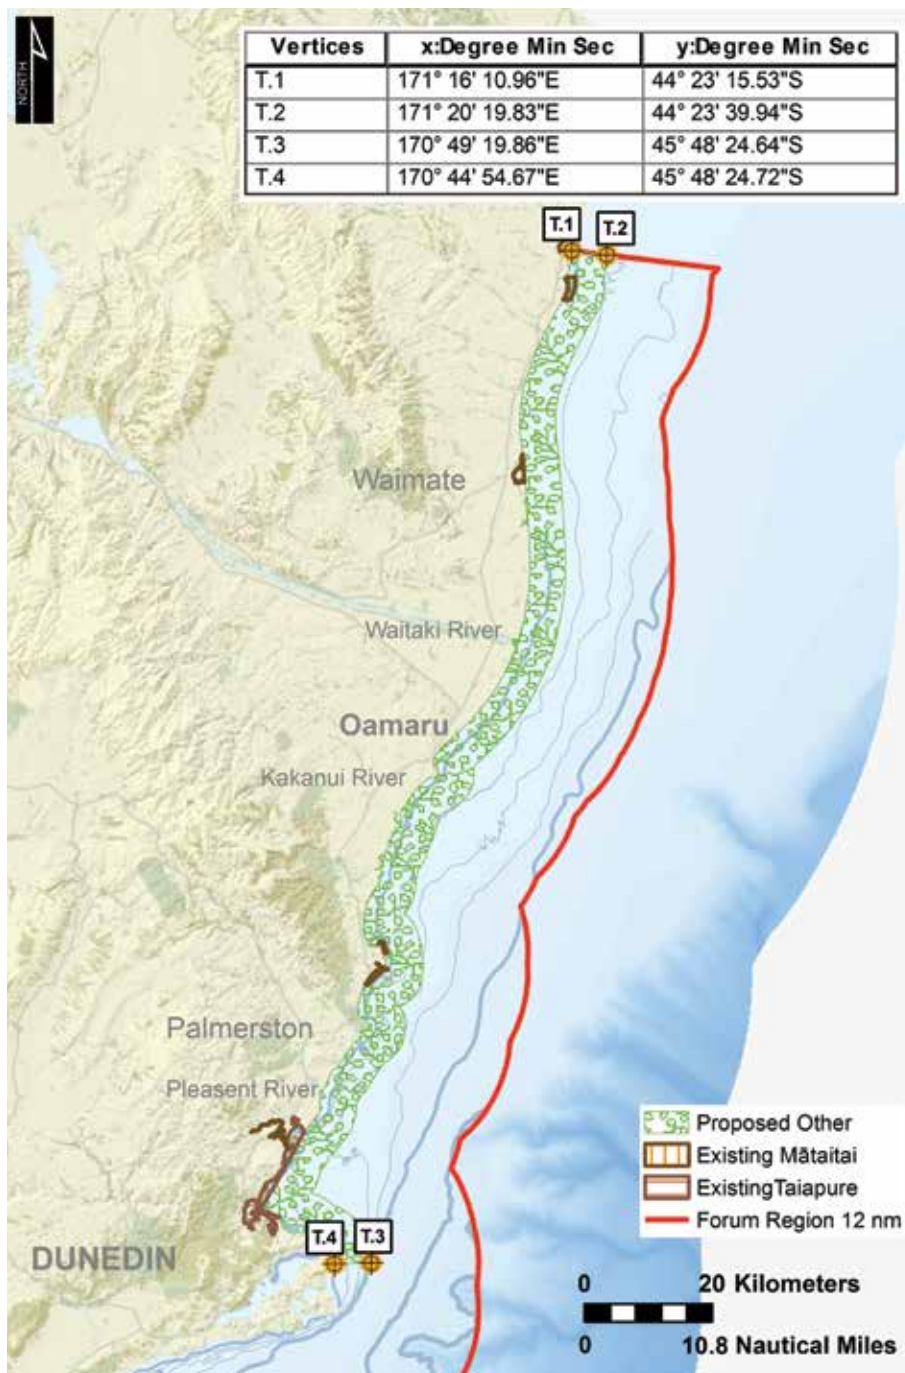 NORTH
Vertices x:Degree Min Sec y:Degree Min Sec
T.1 171° 16' 10.96"E 44° 23' 15.53"S
T.2 171° 20' 19.83"E 44° 23' 39.94"S
T.3 170° 49' 19.86"E 45° 48' 24.64"S
T.4 170° 44' 54.67"E 45° 48' 24.72"S
T.1 T.2
Waimate
Waitaki River
Oamaru
Kakanui River
Palmerston
Pleasent River
T.4 T.3
DUNEDIN
Proposed Other
Existing Mātaitai
ExistingTaiapure
Forum Region 12 nm
0 20 Kilometers
0 10.8 Nautical Miles